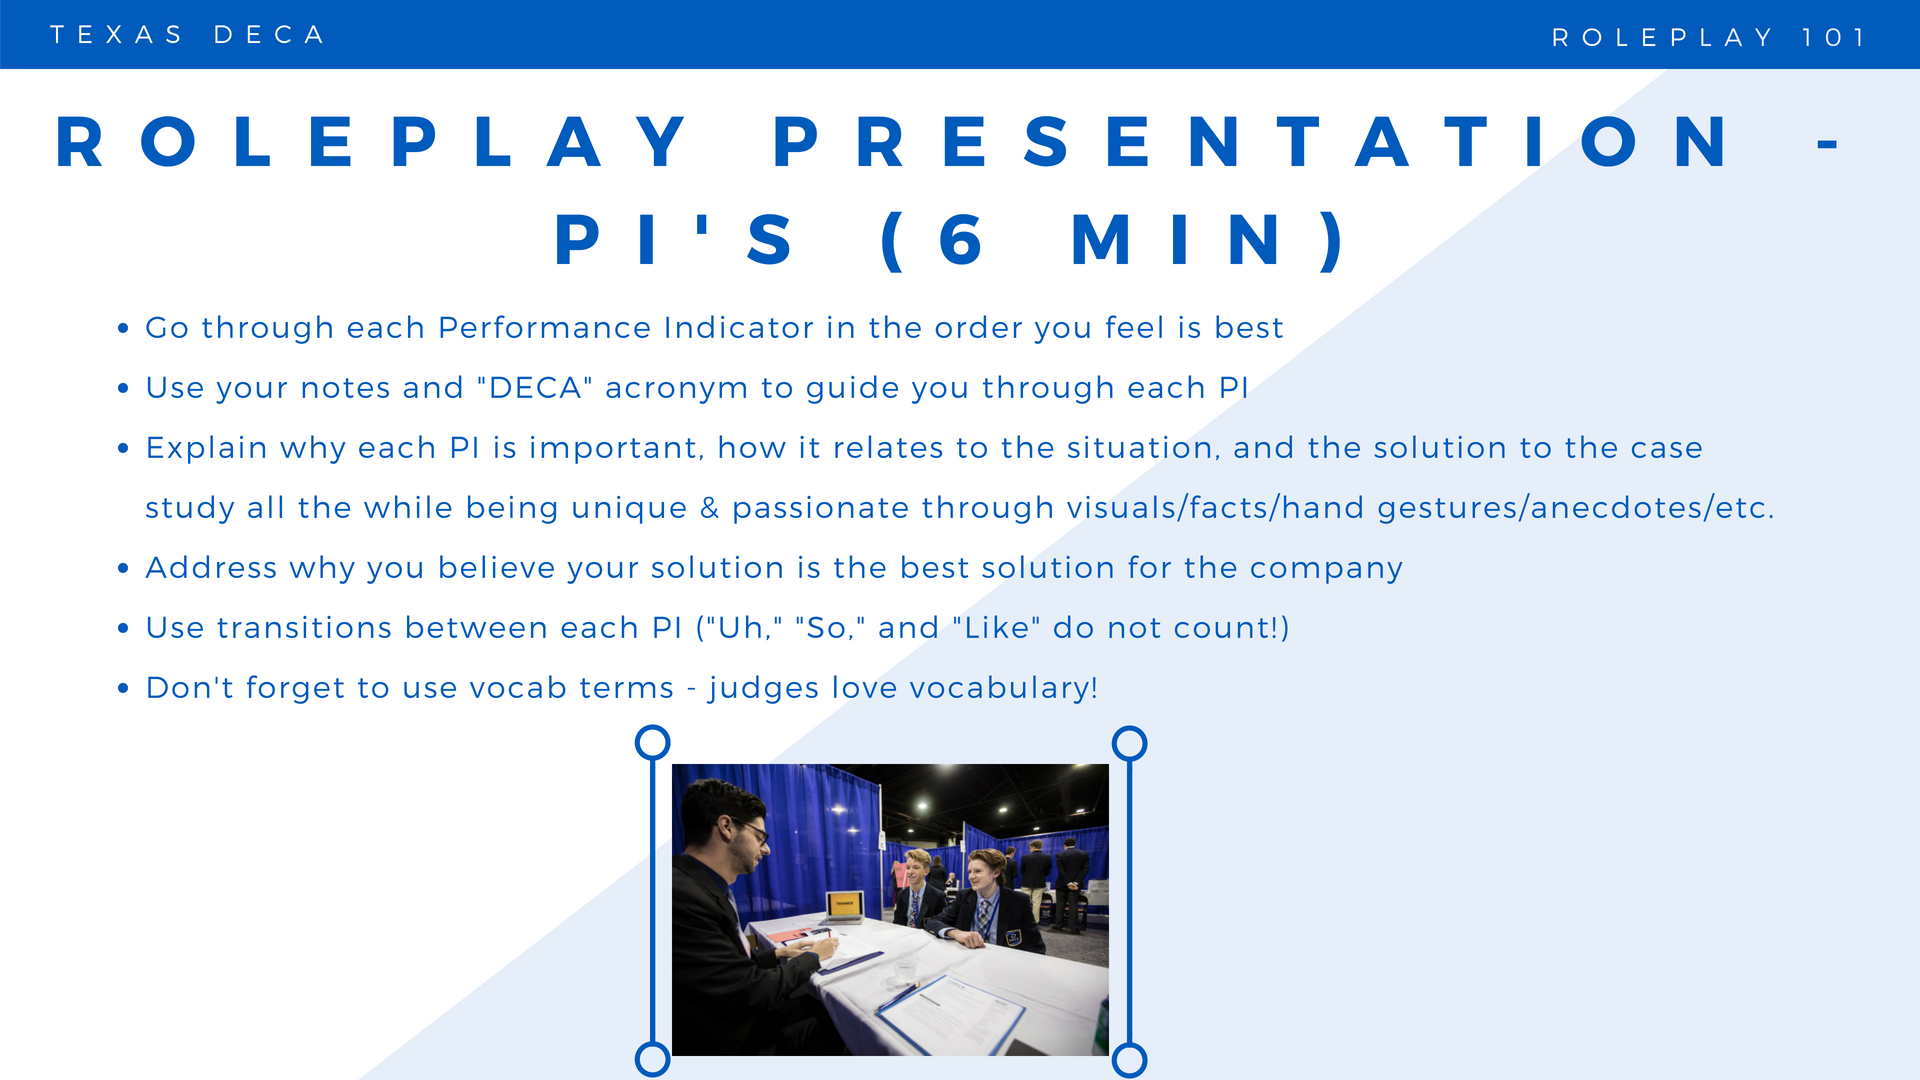 TEXAS DECA
ROLEPLAY 101
ROLEPLAY PRESENTATION -
PI'S (6 MIN)
• Go through each Performance Indicator in the order you feel is best
• Use your notes and "DECA" acronym to guide you through each PI
• Explain why each PI is important, how it relates to the situation, and the solution to the case
study all the while being unique & passionate through visuals/facts/hand gestures/anecdotes/etc.
• Address why you believe your solution is the best solution for the company
• Use transitions between each PI ("Uh," "So," and "Like" do not count!)
• Don't forget to use vocab terms - judges love vocabulary!
THANKS!